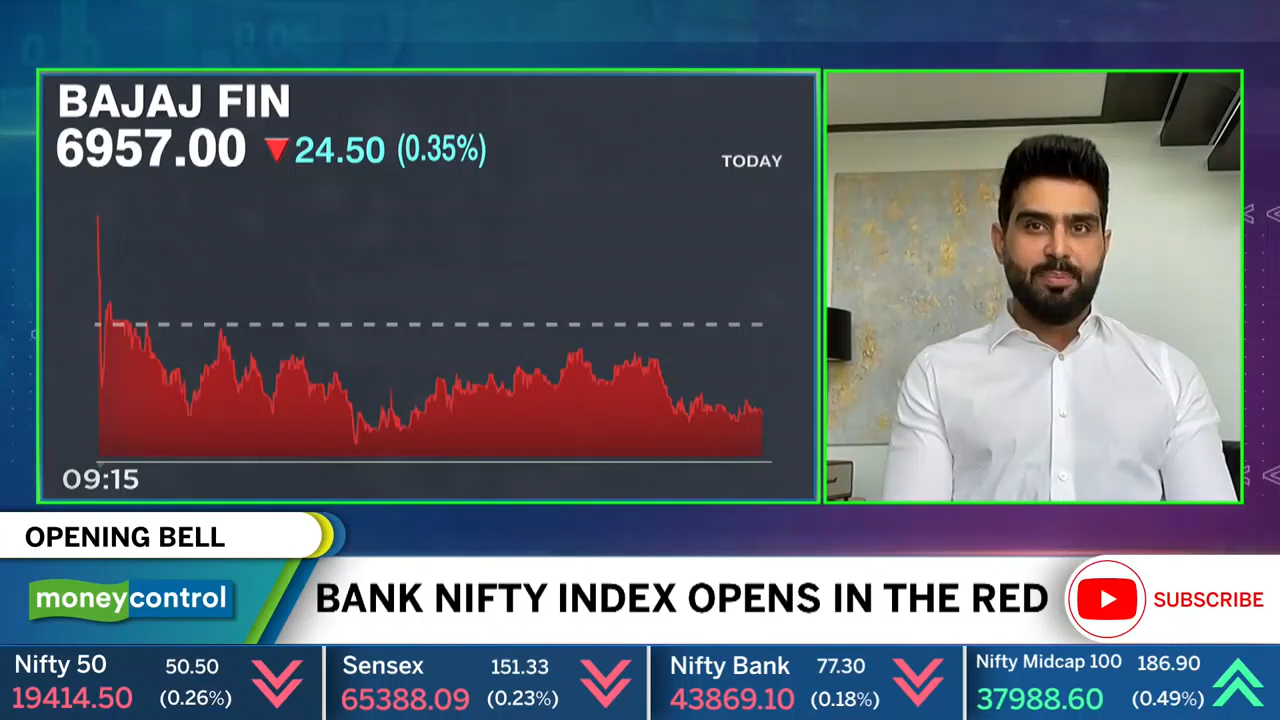 BAJAJ FIN
6957.00 ▼ 24.50 (0.35%)
TODAY
09:15
OPENING BELL
moneycontrol
BANK NIFTY INDEX OPENS IN THE RED
SUBSCRIBE
Nifty 50 50.50
19414.50 (0.26%)
Sensex 151.33
65388.09 (0.23%)
Nifty Bank 77.30
43869.10 (0.18%)
Nifty Midcap 100 186.90
37988.60 (0.49%)